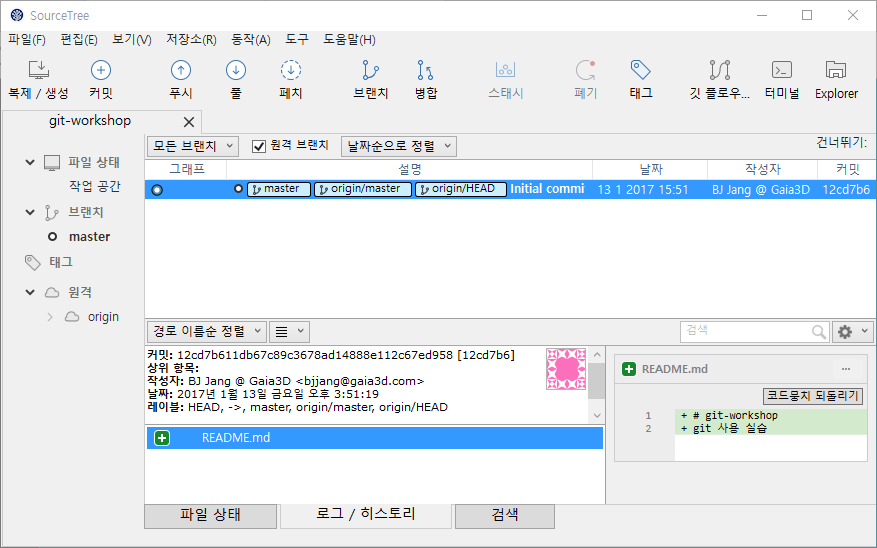 SourceTree
파일(F) 편집(E) 보기(V) 저장소(R) 동작(A) 도구 도움말(H)
복제 / 생성 커밋 푸시 풀 페치 브랜치 병합 스태시 폐기 태그 깃 플로우... 터미널 Explorer
git-workshop
모든 브랜치 원격 브랜치 날짜순으로 정렬 건너뛰기:
파일 상태
작업 공간
브랜치
master
태그
원격
origin
그래프 설명 날짜 작성자 커밋
master origin/master origin/HEAD Initial commi 13 1 2017 15:51 BJ Jang @ Gaia3D 12cd7b6
경로 이름순 정렬 검색
커밋: 12cd7b611db67c89c3678ad14888e112c67ed958 [12cd7b6]
상위 항목:
작성자: BJ Jang @ Gaia3D <bjjang@gaia3d.com>
날짜: 2017년 1월 13일 금요일 오후 3:51:19
레이블: HEAD, ->, master, origin/master, origin/HEAD
README.md
README.md ...
코드뭉치 되돌리기
1 + # git-workshop
2 + git 사용 실습
파일 상태 로그 / 히스토리 검색